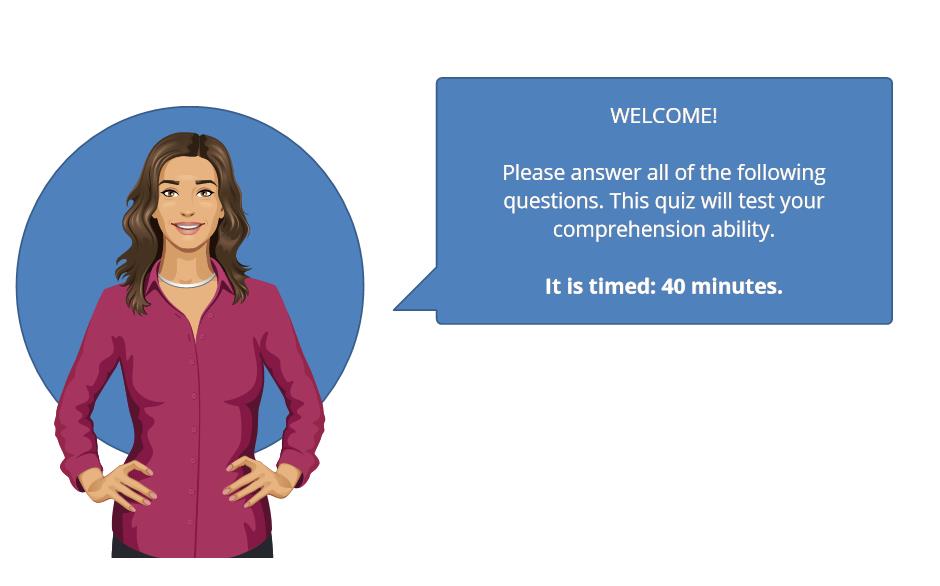 WELCOME!
Please answer all of the following
questions. This quiz will test your
comprehension ability.
It is timed: 40 minutes.